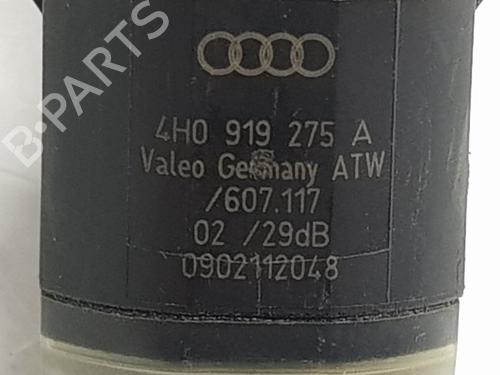 B-PARTS
4H0 919 275 A
Valeo Germany ATW
/607.117
02 /29dB
0902112048